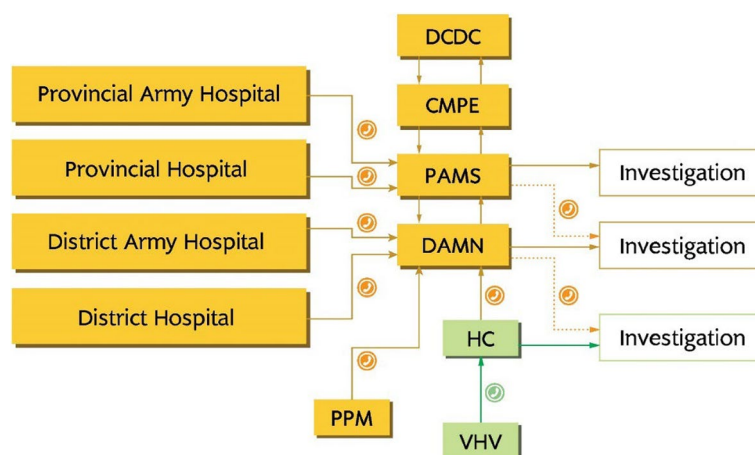 DCDC
Provincial Army Hospital
CMPE
Provincial Hospital
PAMS
Investigation
District Army Hospital
DAMN
Investigation
District Hospital
HC
Investigation
PPM
VHV